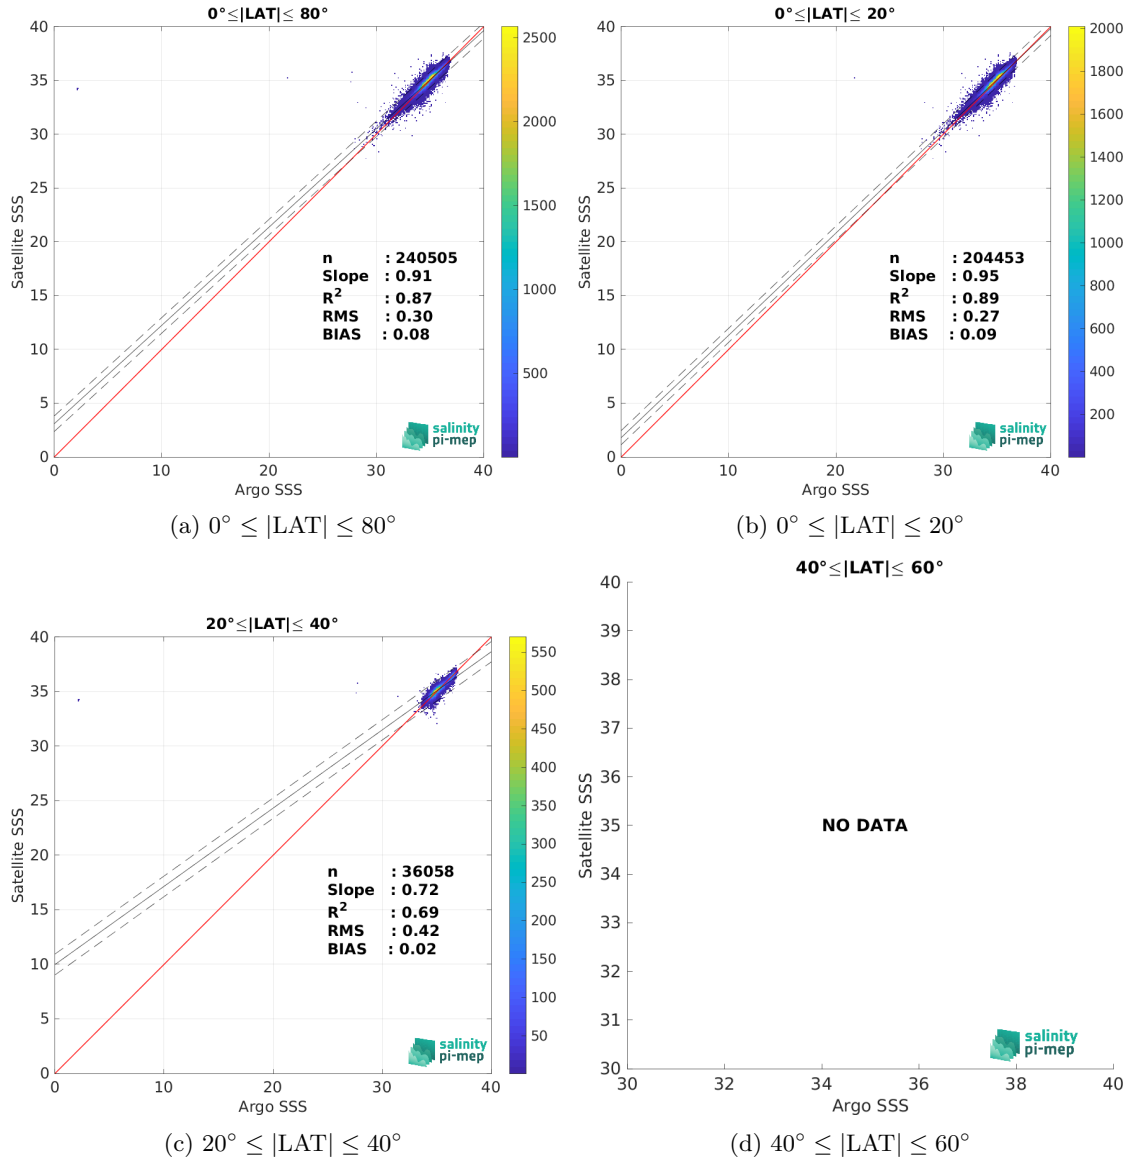 0°≤|LAT|≤ 80°
40
35
30
25
20
15
10
5
0
Satellite SSS
n : 240505
Slope : 0.91
R² : 0.87
RMS : 0.30
BIAS : 0.08
salinity
pi-mep
0 10 20 30 40
Argo SSS
2500
2000
1500
1000
500
(a) 0° ≤ |LAT| ≤ 80°
0°≤|LAT|≤ 20°
40
35
30
25
20
15
10
5
0
Satellite SSS
n : 204453
Slope : 0.95
R² : 0.89
RMS : 0.27
BIAS : 0.09
salinity
pi-mep
0 10 20 30 40
Argo SSS
2000
1800
1600
1400
1200
1000
800
600
400
200
(b) 0° ≤ |LAT| ≤ 20°
20°≤|LAT|≤ 40°
40
35
30
25
20
15
10
5
0
Satellite SSS
n : 36058
Slope : 0.72
R² : 0.69
RMS : 0.42
BIAS : 0.02
salinity
pi-mep
0 10 20 30 40
Argo SSS
550
500
450
400
350
300
250
200
150
100
50
(c) 20° ≤ |LAT| ≤ 40°
40°≤|LAT|≤ 60°
40
39
38
37
36
35
34
33
32
31
30
Satellite SSS
NO DATA
salinity
pi-mep
30 32 34 36 38 40
Argo SSS
(d) 40° ≤ |LAT| ≤ 60°